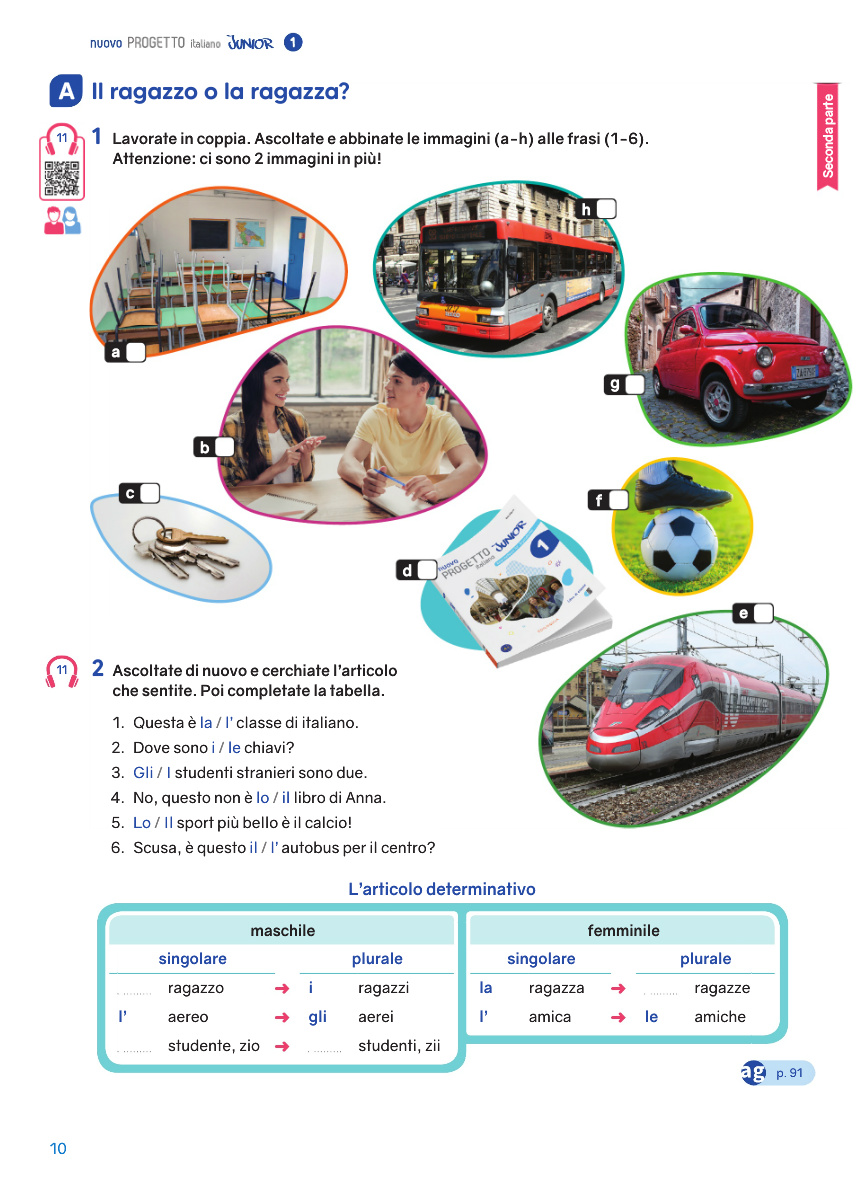 nuovo PROGETTO italiano JUNIOR 1
A Il ragazzo o la ragazza?
Seconda parte
11
1 Lavorate in coppia. Ascoltate e abbinate le immagini (a-h) alle frasi (1-6).
Attenzione: ci sono 2 immagini in più!
h
a
g
b
c
f
d
nuovo
PROGETTO
italiano
JUNIOR
1
e
11
2 Ascoltate di nuovo e cerchiate l'articolo
che sentite. Poi completate la tabella.
1. Questa è la / l' classe di italiano.
2. Dove sono i / le chiavi?
3. Gli / I studenti stranieri sono due.
4. No, questo non è lo / il libro di Anna.
5. Lo / Il sport più bello è il calcio!
6. Scusa, è questo il / l' autobus per il centro?
L'articolo determinativo
maschile femminile
singolare plurale singolare plurale
.......... ragazzo ➜ i ragazzi la ragazza ➜ .......... ragazze
l' aereo ➜ gli aerei l' amica ➜ le amiche
.......... studente, zio ➜ .......... studenti, zii
ag p. 91
10